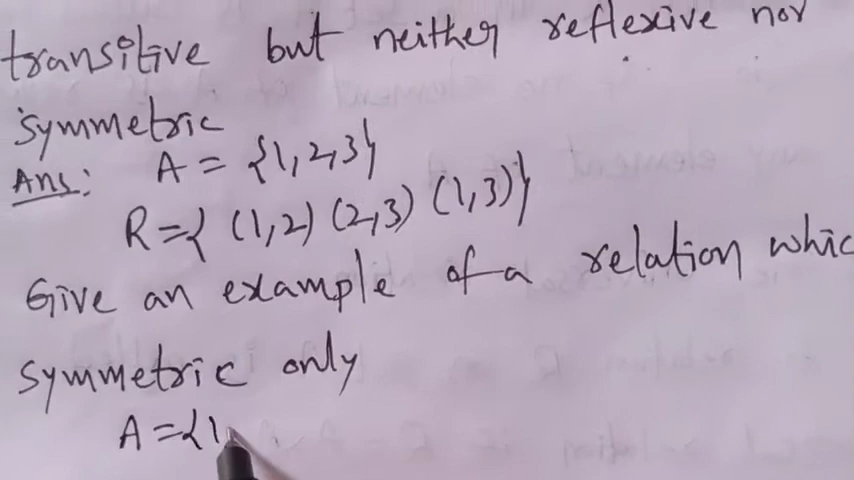 transitive but neither reflexive nor
symmetric
Ans: A = {1,2,3}
R={ (1,2) (2,3) (1,3)}
Give an example of a relation whic
symmetric only
A={1,